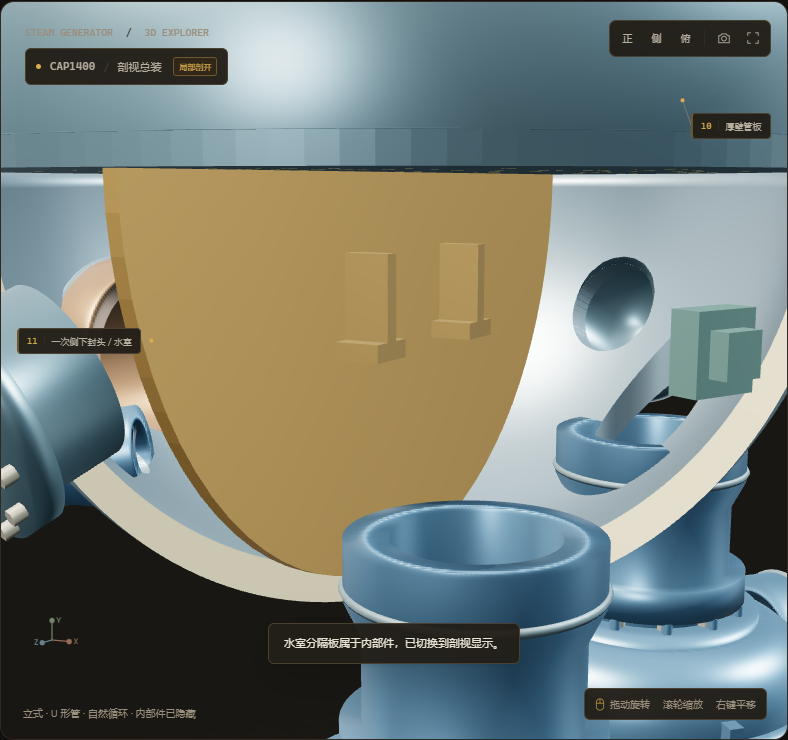 STEAM GENERATOR / 3D EXPLORER
正 侧 俯
CAP1400 / 剖视总装 局部剖开
10 厚壁管板
11 一次侧下封头 / 水室
Y
Z X
水室分隔板属于内部件，已切换到剖视显示。
拖动旋转 滚轮缩放 右键平移
立式 · U 形管 · 自然循环 · 内部件已隐藏